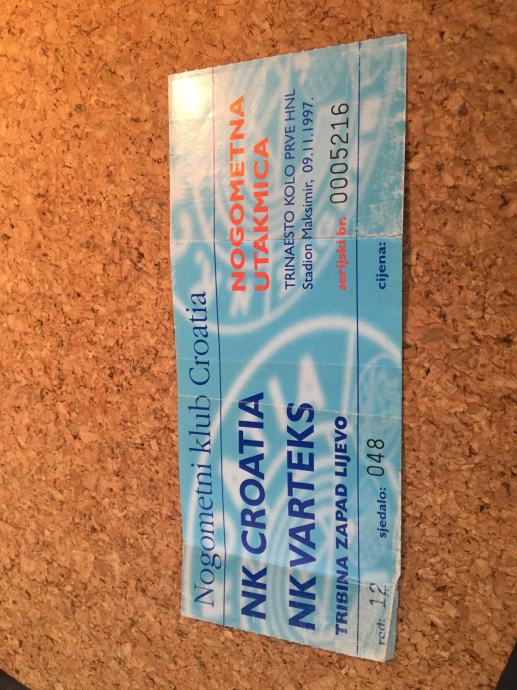 Nogometni klub Croatia
NK CROATIA
NK VARTEKS
TRIBINA ZAPAD LIJEVO
red: 12 sjedalo: 048
NOGOMETNA
UTAKMICA
TRINAESTO KOLO PRVE HNL
Stadion Maksimir, 09.11.1997.
serijski br. 0005216
cijena: